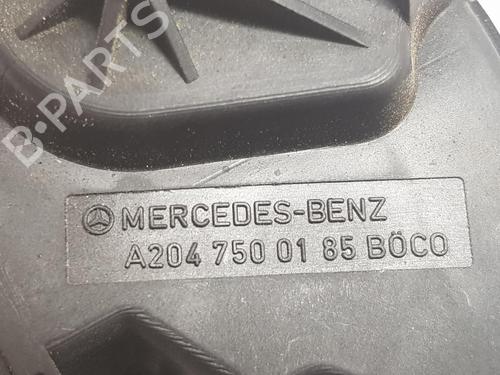 B-PARTS
MERCEDES-BENZ
A204 750 01 85 BÖCO